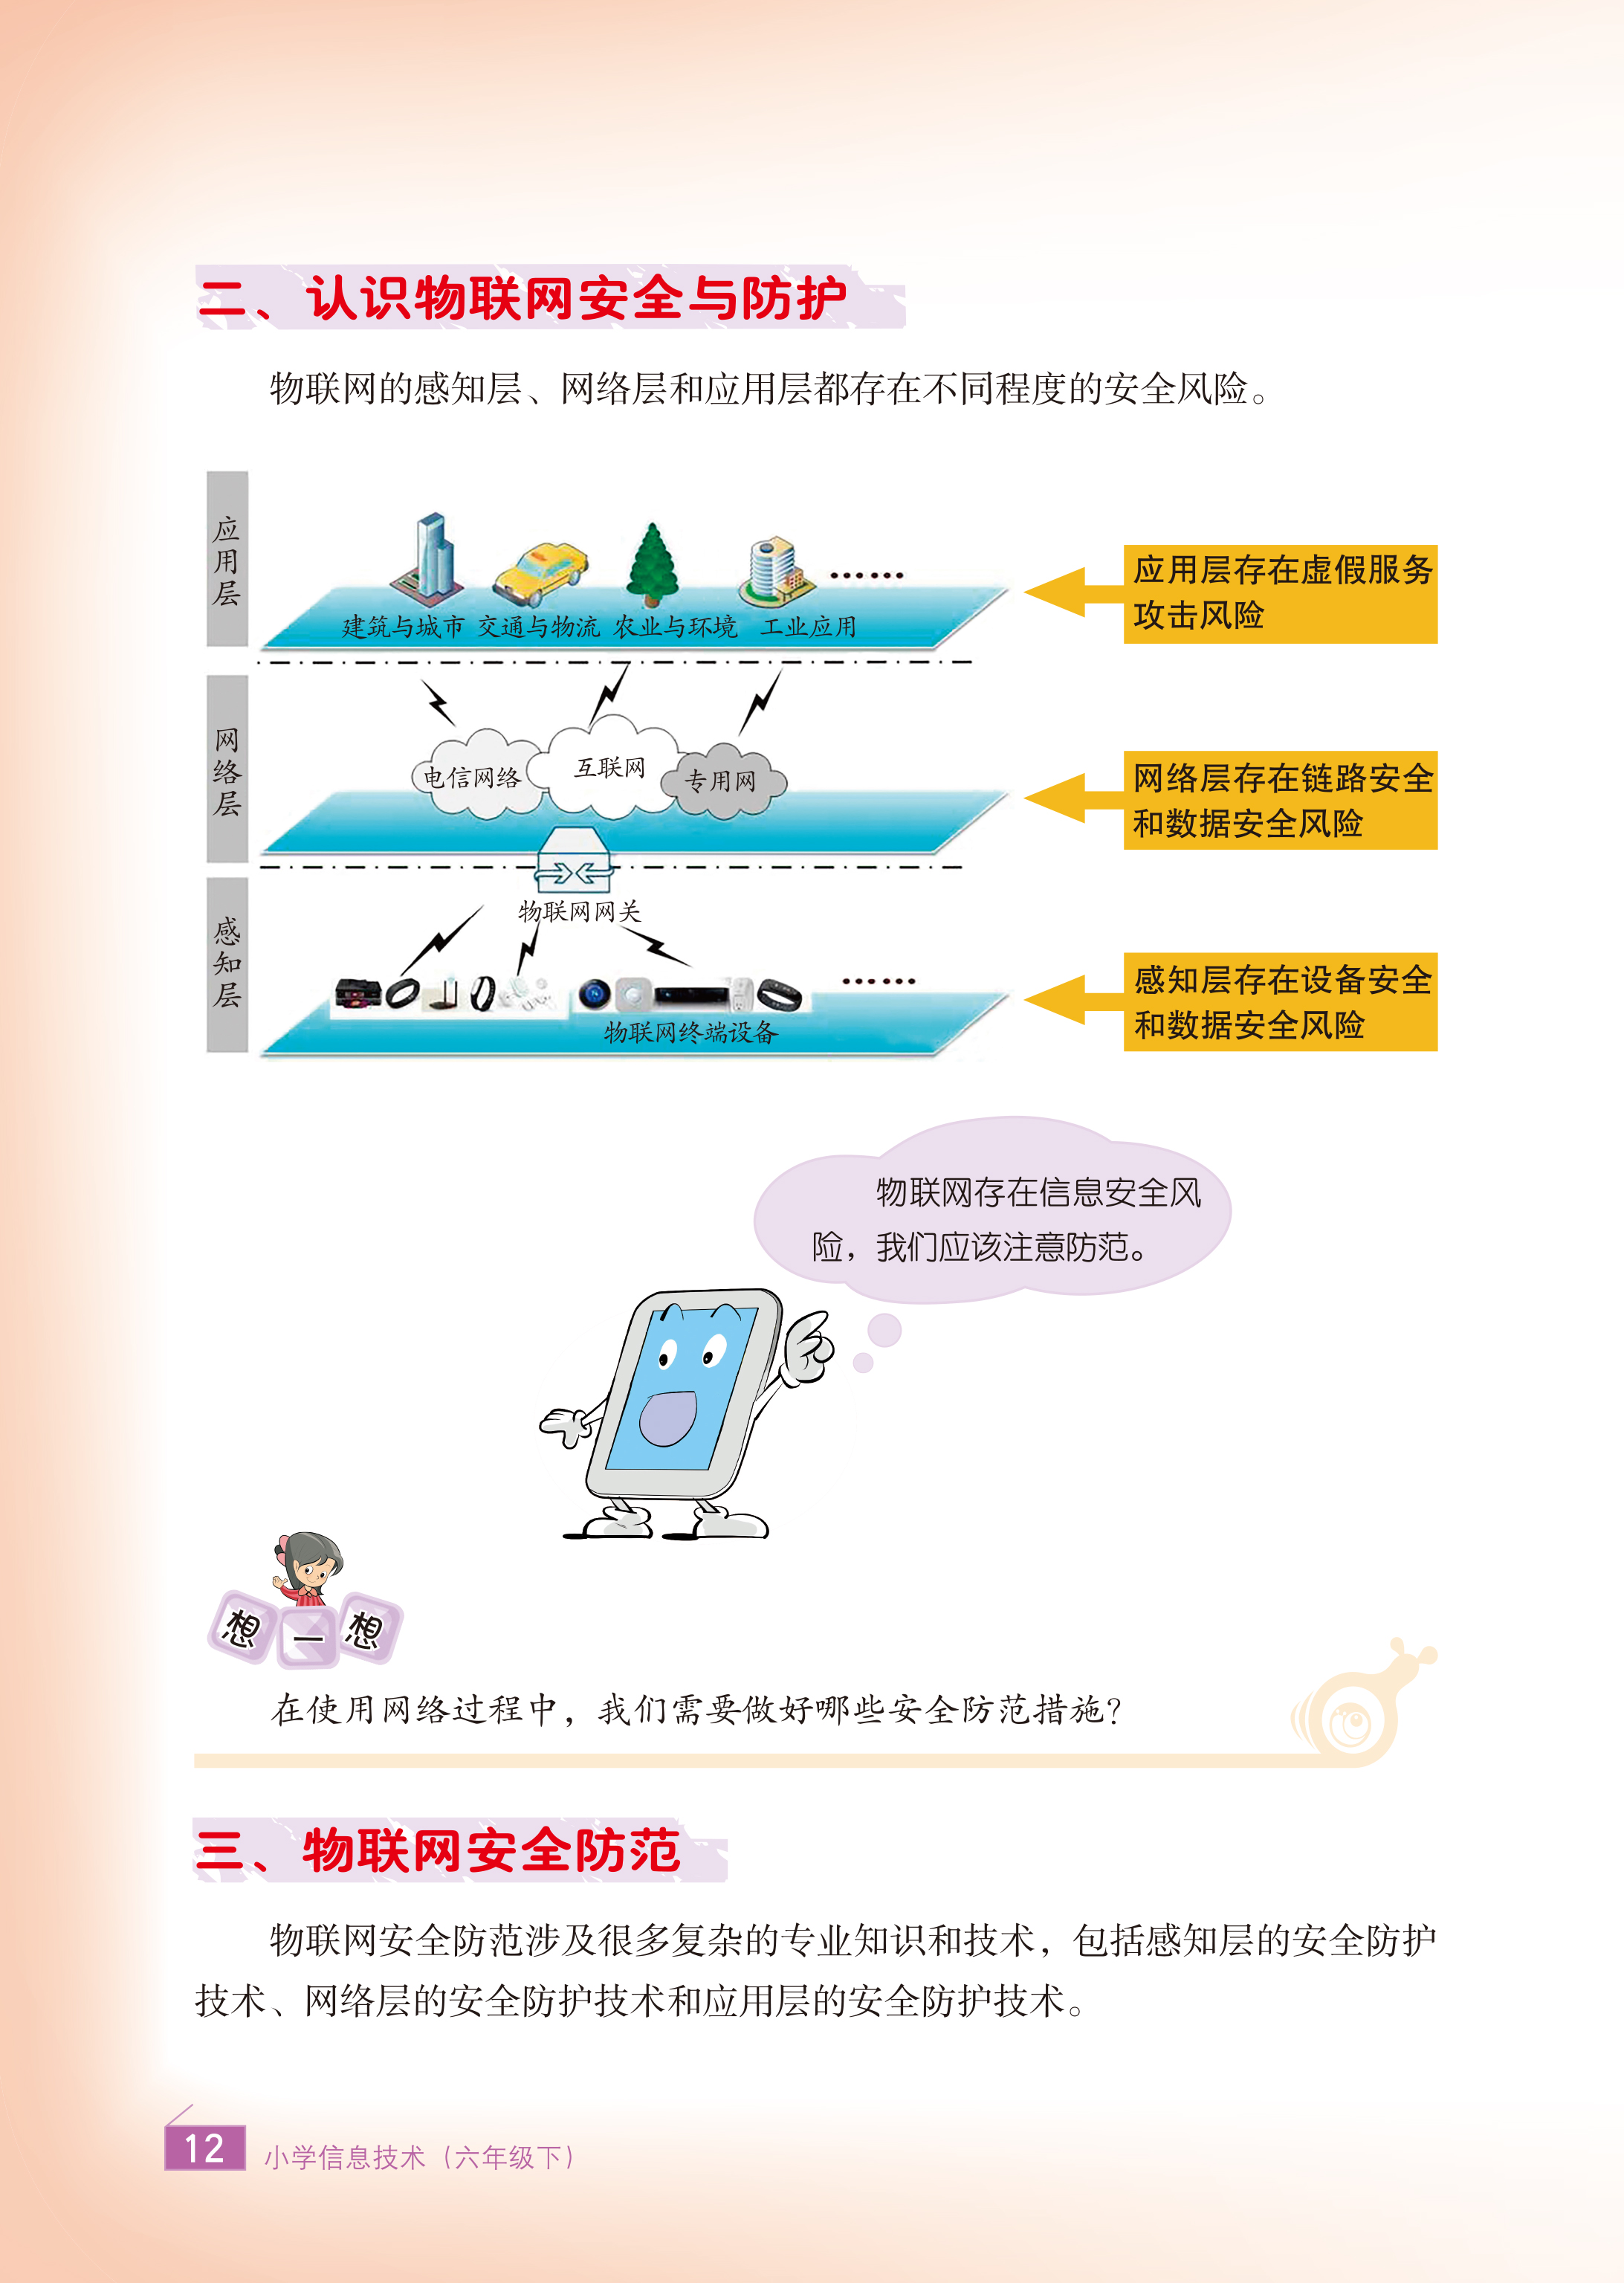 二、认识物联网安全与防护
物联网的感知层、网络层和应用层都存在不同程度的安全风险。
应用层
建筑与城市 交通与物流 农业与环境 工业应用
……
应用层存在虚假服务
攻击风险
网络层
电信网络
互联网
专用网
网络层存在链路安全
和数据安全风险
物联网网关
感知层
……
物联网终端设备
感知层存在设备安全
和数据安全风险
物联网存在信息安全风
险，我们应该注意防范。
想一想
在使用网络过程中，我们需要做好哪些安全防范措施？
三、物联网安全防范
物联网安全防范涉及很多复杂的专业知识和技术，包括感知层的安全防护
技术、网络层的安全防护技术和应用层的安全防护技术。
12 小学信息技术（六年级下）